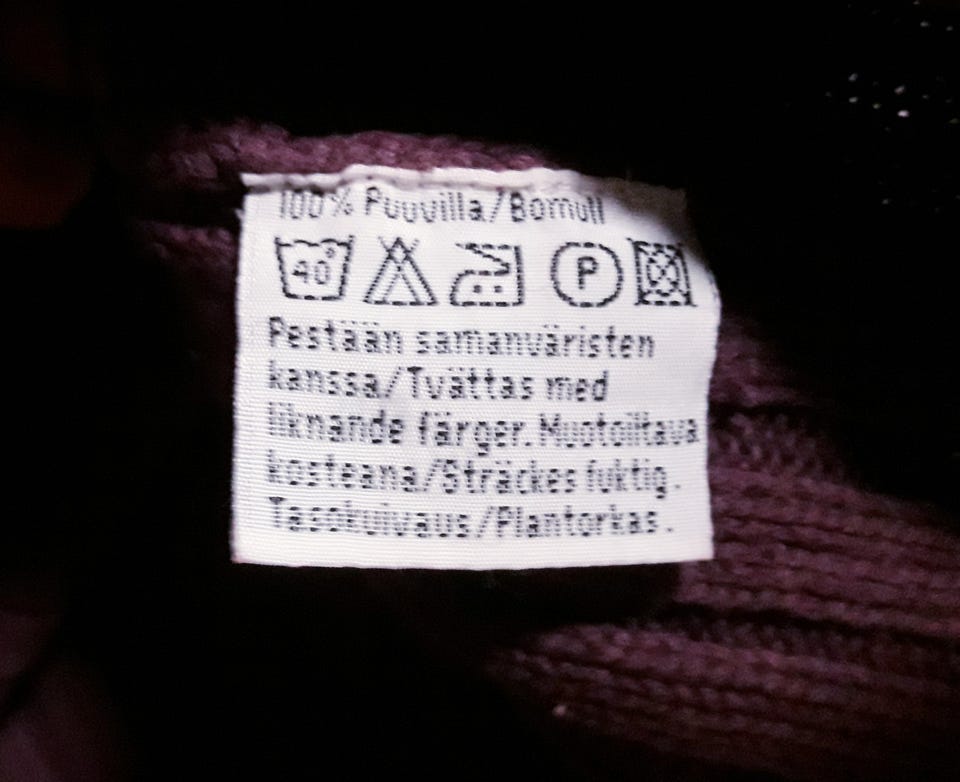 100% Puuvilla/Bomull
40°
P
Pestään samanväristen
kanssa/Tvättas med
liknande färger. Muotoiltava
kosteana/Sträckes fuktig.
Tasokuivaus/Plantorkas.